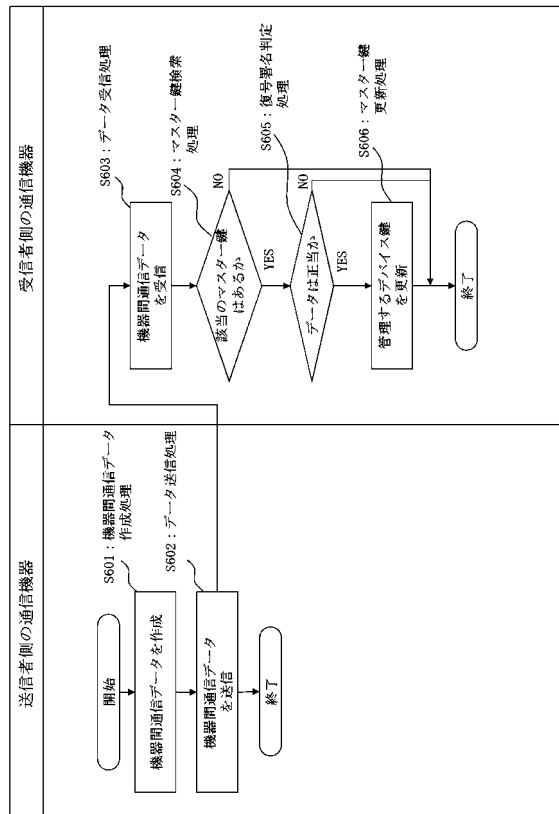 送信者側の通信機器
開始
S601：機器間通信データ
作成処理
機器間通信データを作成
S602：データ送信処理
機器間通信データ
を送信
終了
受信者側の通信機器
S603：データ受信処理
機器間通信データ
を受信
S604：マスター鍵検索
処理
該当のマスター鍵
はあるか
NO
YES
S605：復号署名判定
処理
データは正当か
NO
YES
S606：マスター鍵
更新処理
管理するデバイス鍵
を更新
終了